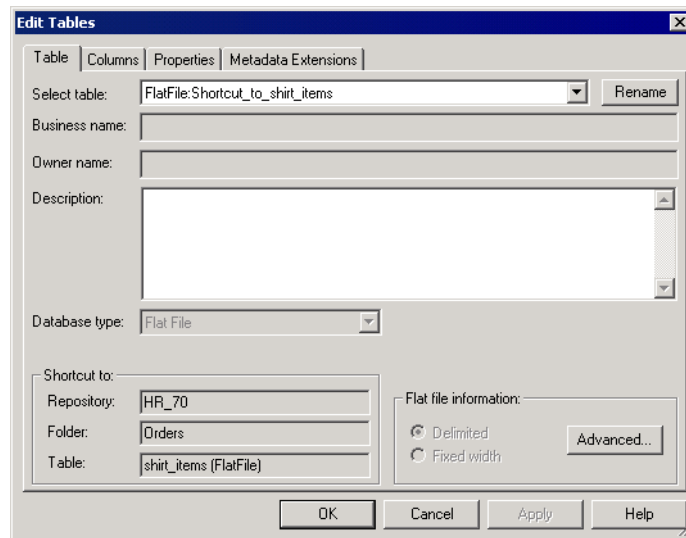 Edit Tables
Table Columns Properties Metadata Extensions
Select table: FlatFile:Shortcut_to_shirt_items Rename
Business name:
Owner name:
Description:
Database type: Flat File
Shortcut to:
Repository: HR_70
Folder: Orders
Table: shirt_items (FlatFile)
Flat file information:
Delimited
Fixed width
Advanced...
OK Cancel Apply Help